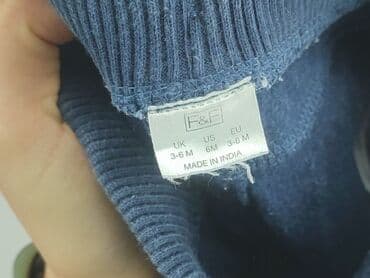 F&F
UK US EU
3-6 M 6M 3-6 M
MADE IN INDIA